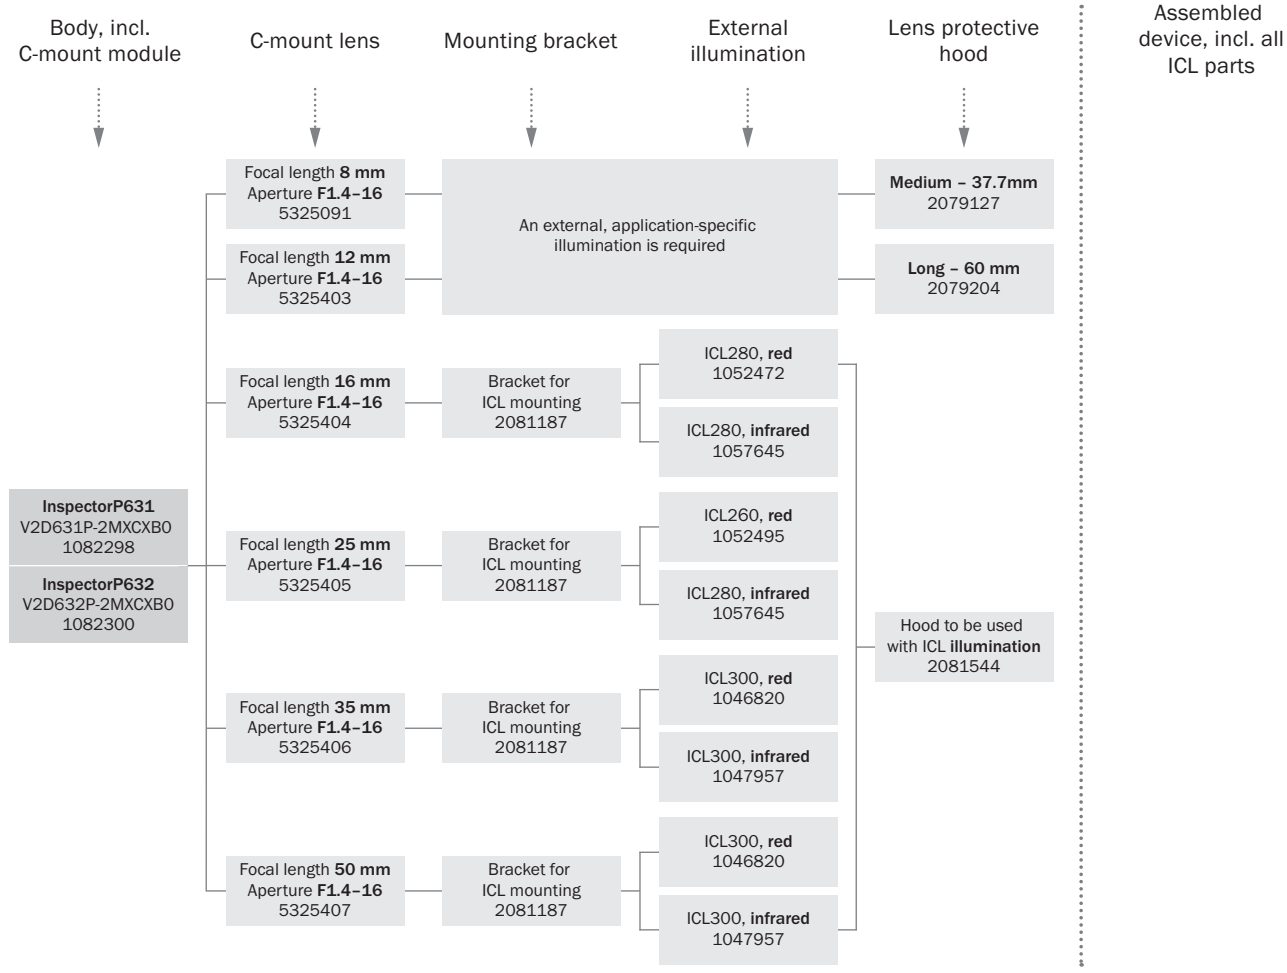 Body, incl.
C-mount module
C-mount lens
Mounting bracket
External
illumination
Lens protective
hood
Assembled
device, incl. all
ICL parts
Focal length 8 mm
Aperture F1.4–16
5325091
An external, application-specific
illumination is required
Medium – 37.7mm
2079127
Focal length 12 mm
Aperture F1.4–16
5325403
Long – 60 mm
2079204
Focal length 16 mm
Aperture F1.4–16
5325404
Bracket for
ICL mounting
2081187
ICL280, red
1052472
ICL280, infrared
1057645
InspectorP631
V2D631P-2MXCXB0
1082298
InspectorP632
V2D632P-2MXCXB0
1082300
Focal length 25 mm
Aperture F1.4–16
5325405
Bracket for
ICL mounting
2081187
ICL260, red
1052495
ICL280, infrared
1057645
Hood to be used
with ICL illumination
2081544
Focal length 35 mm
Aperture F1.4–16
5325406
Bracket for
ICL mounting
2081187
ICL300, red
1046820
ICL300, infrared
1047957
Focal length 50 mm
Aperture F1.4–16
5325407
Bracket for
ICL mounting
2081187
ICL300, red
1046820
ICL300, infrared
1047957